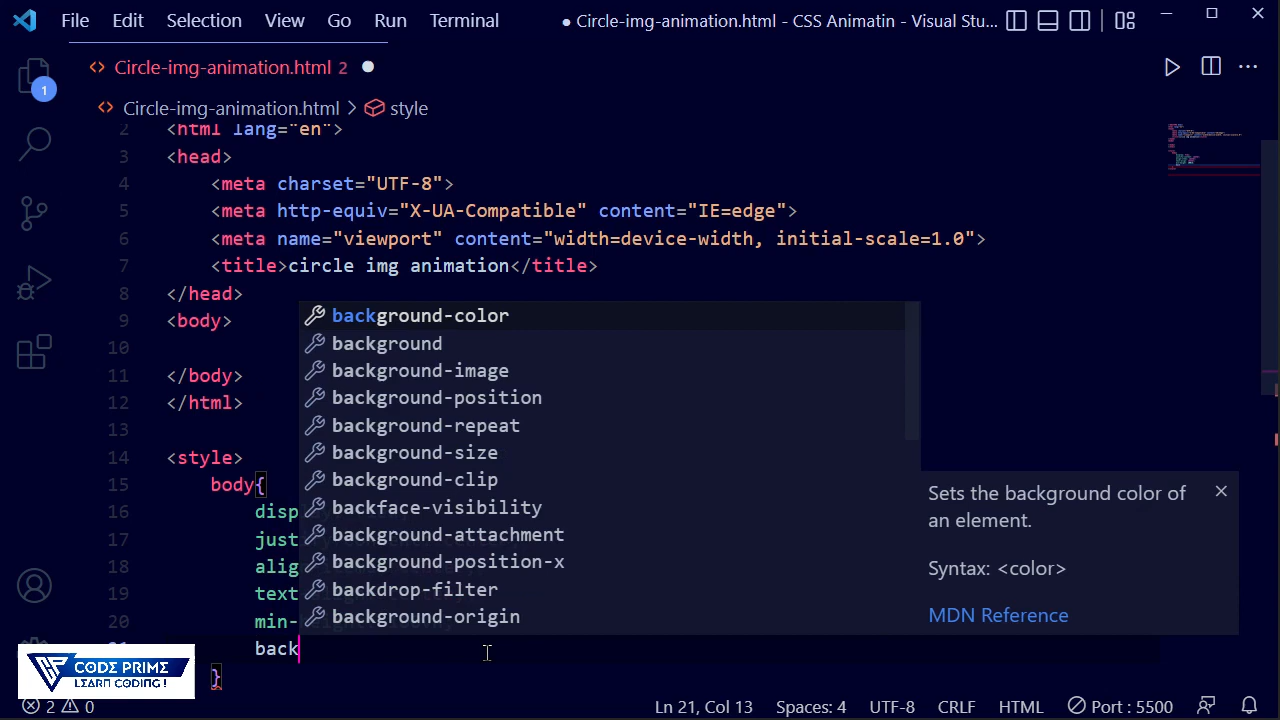 File Edit Selection View Go Run Terminal ● Circle-img-animation.html - CSS Animatin - Visual Stu...
Circle-img-animation.html 2
1
Circle-img-animation.html > style
2 <html lang="en">
3 <head>
4 <meta charset="UTF-8">
5 <meta http-equiv="X-UA-Compatible" content="IE=edge">
6 <meta name="viewport" content="width=device-width, initial-scale=1.0">
7 <title>circle img animation</title>
8 </head>
9 <body>
10
11 </body>
12 </html>
13
14 <style>
15 body{
16 disp
17 just
18 alig
19 text
20 min-
back
}
background-color
background
background-image
background-position
background-repeat
background-size
background-clip
backface-visibility
background-attachment
background-position-x
backdrop-filter
background-origin
Sets the background color of
an element.
Syntax: <color>
MDN Reference
CODE PRIME
LEARN CODING !
2 0 Ln 21, Col 13 Spaces: 4 UTF-8 CRLF HTML Port : 5500